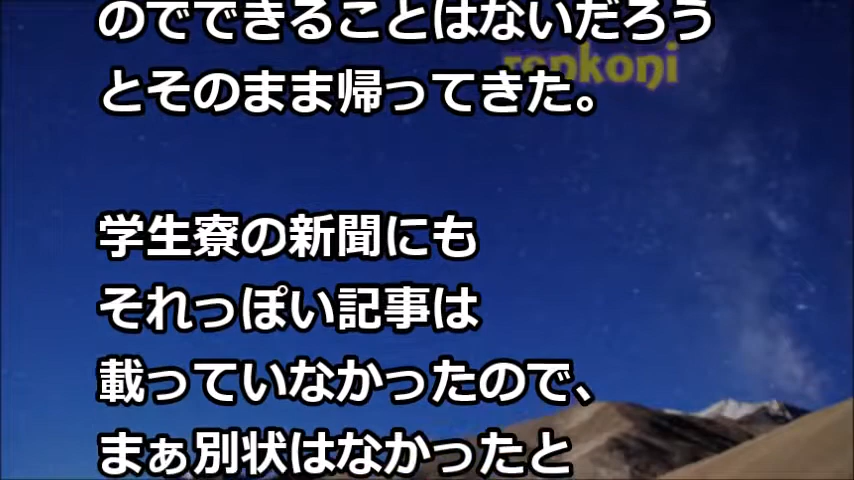 のでできることはないだろう
renkoni
とそのまま帰ってきた。
学生寮の新聞にも
それっぽい記事は
載っていなかったので、
まぁ別状はなかったと